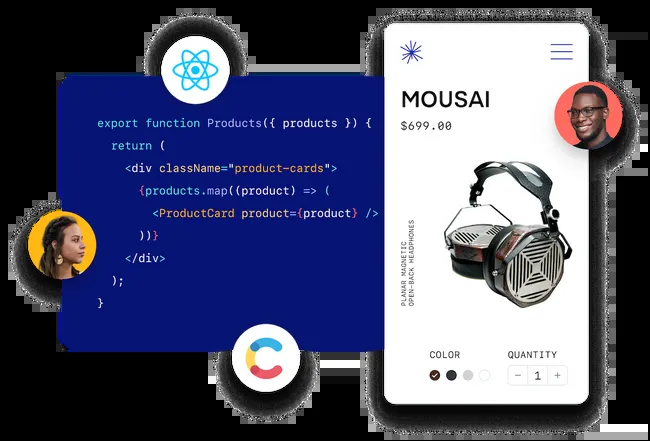 export function Products({ products }) {
return (
<div className="product-cards">
{products.map((product) => (
<ProductCard product={product} />
))}
</div>
);
}
MOUSAI
$699.00
PLANAR MAGNETIC
OPEN-BACK HEADPHONES
COLOR
QUANTITY
− 1 +